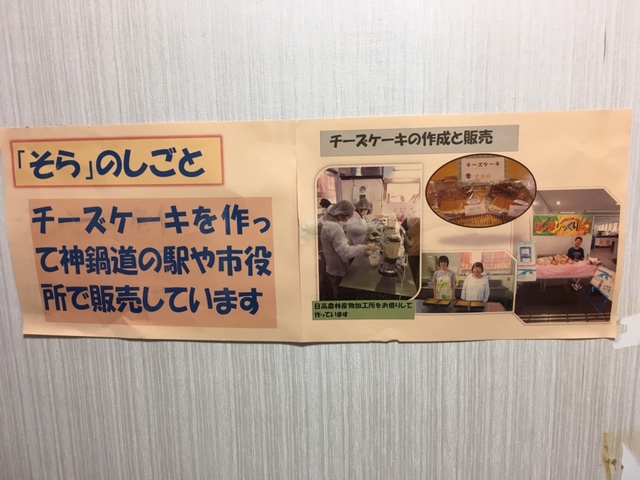 「そら」のしごと
チーズケーキを作っ
て神鍋道の駅や市役
所で販売しています
チーズケーキの作成と販売
チーズケーキ
日高農林産物加工所をお借りして
作っています